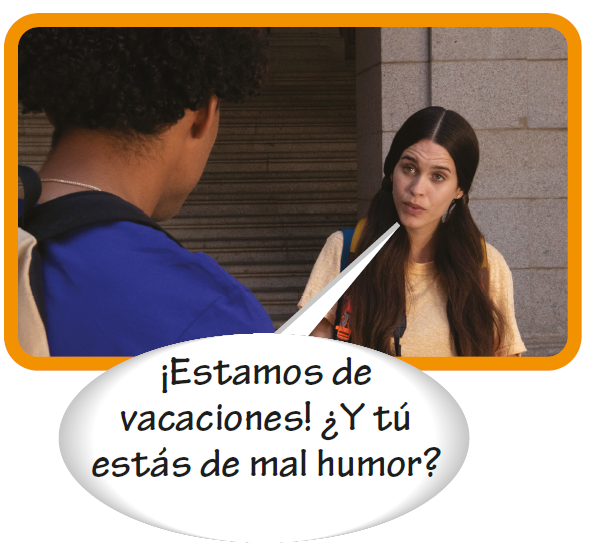 ¡Estamos de
vacaciones! ¿Y tú
estás de mal humor?